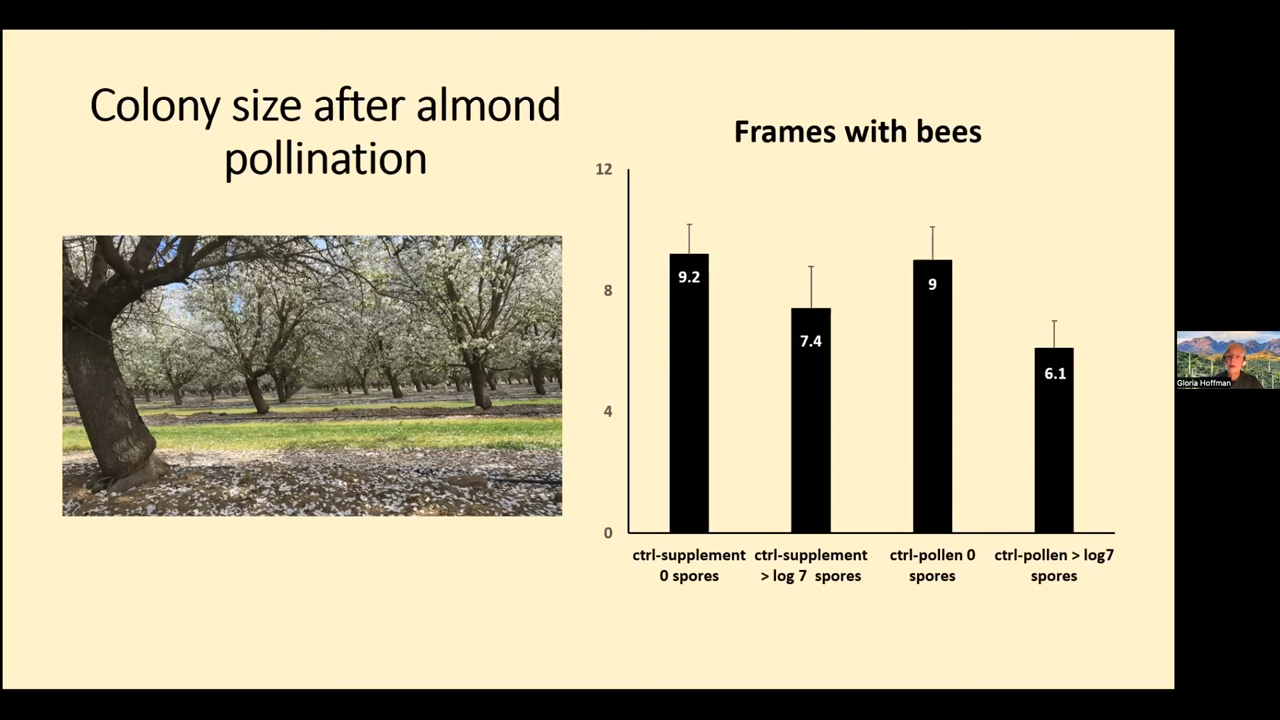 Colony size after almond
pollination
Frames with bees
12
8
4
0
9.2
7.4
9
6.1
ctrl-supplement
0 spores
ctrl-supplement
> log 7 spores
ctrl-pollen 0
spores
ctrl-pollen > log7
spores
Gloria Hoffman